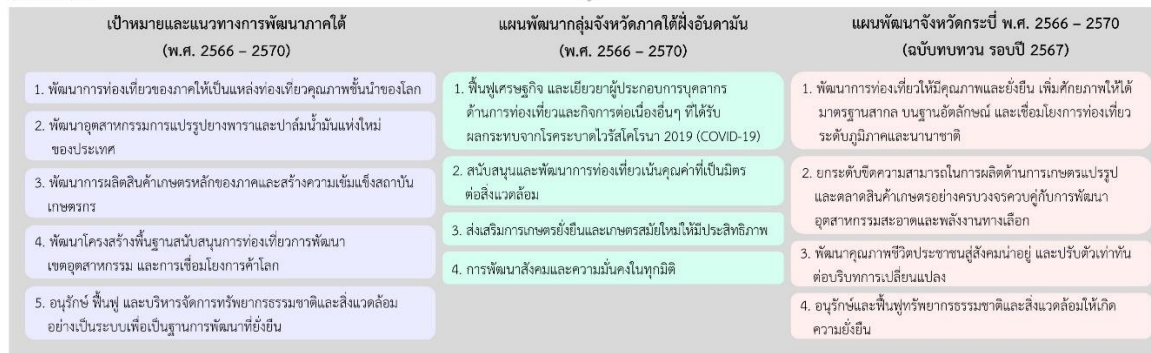 เป้าหมายและแนวทางการพัฒนาภาคใต้
(พ.ศ. 2566 – 2570)
1. พัฒนาการท่องเที่ยวของภาคให้เป็นแหล่งท่องเที่ยวคุณภาพชั้นนำของโลก
2. พัฒนาอุตสาหกรรมการแปรรูปยางพาราและปาล์มน้ำมันแห่งใหม่
ของประเทศ
3. พัฒนาการผลิตสินค้าเกษตรหลักของภาคและสร้างความเข้มแข็งสถาบัน
เกษตรกร
4. พัฒนาโครงสร้างพื้นฐานสนับสนุนการท่องเที่ยวการพัฒนา
เขตอุตสาหกรรม และการเชื่อมโยงการค้าโลก
5. อนุรักษ์ ฟื้นฟู และบริหารจัดการทรัพยากรธรรมชาติและสิ่งแวดล้อม
อย่างเป็นระบบเพื่อเป็นฐานการพัฒนาที่ยั่งยืน
แผนพัฒนากลุ่มจังหวัดภาคใต้ฝั่งอันดามัน
(พ.ศ. 2566 – 2570)
1. ฟื้นฟูเศรษฐกิจ และเยียวยาผู้ประกอบการบุคลากร
ด้านการท่องเที่ยวและกิจการต่อเนื่องอื่นๆ ที่ได้รับ
ผลกระทบจากโรคระบาดไวรัสโคโรนา 2019 (COVID-19)
2. สนับสนุนและพัฒนาการท่องเที่ยวเน้นคุณค่าที่เป็นมิตร
ต่อสิ่งแวดล้อม
3. ส่งเสริมการเกษตรยั่งยืนและเกษตรสมัยใหม่ให้มีประสิทธิภาพ
4. การพัฒนาสังคมและความมั่นคงในทุกมิติ
แผนพัฒนาจังหวัดกระบี่ พ.ศ. 2566 – 2570
(ฉบับทบทวน รอบปี 2567)
1. พัฒนาการท่องเที่ยวให้มีคุณภาพและยั่งยืน เพิ่มศักยภาพให้ได้
มาตรฐานสากล บนฐานอัตลักษณ์ และเชื่อมโยงการท่องเที่ยว
ระดับภูมิภาคและนานาชาติ
2. ยกระดับขีดความสามารถในการผลิตด้านการเกษตรแปรรูป
และตลาดสินค้าเกษตรอย่างครบวงจรควบคู่กับการพัฒนา
อุตสาหกรรมสะอาดและพลังงานทางเลือก
3. พัฒนาคุณภาพชีวิตประชาชนสู่สังคมน่าอยู่ และปรับตัวเท่าทัน
ต่อบริบทการเปลี่ยนแปลง
4. อนุรักษ์และฟื้นฟูทรัพยากรธรรมชาติและสิ่งแวดล้อมให้เกิด
ความยั่งยืน